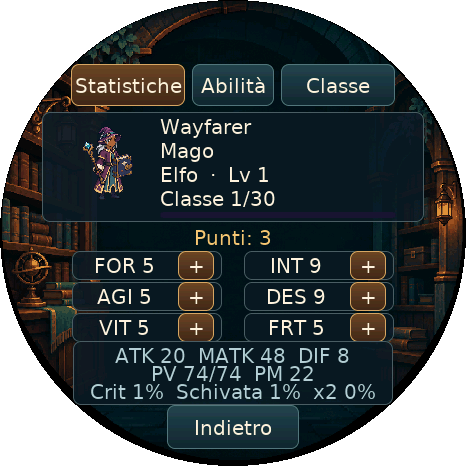 Statistiche Abilità Classe
Wayfarer
Mago
Elfo · Lv 1
Classe 1/30
Punti: 3
FOR 5 + INT 9 +
AGI 5 + DES 9 +
VIT 5 + FRT 5 +
ATK 20 MATK 48 DIF 8
PV 74/74 PM 22
Crit 1% Schivata 1% x2 0%
Indietro